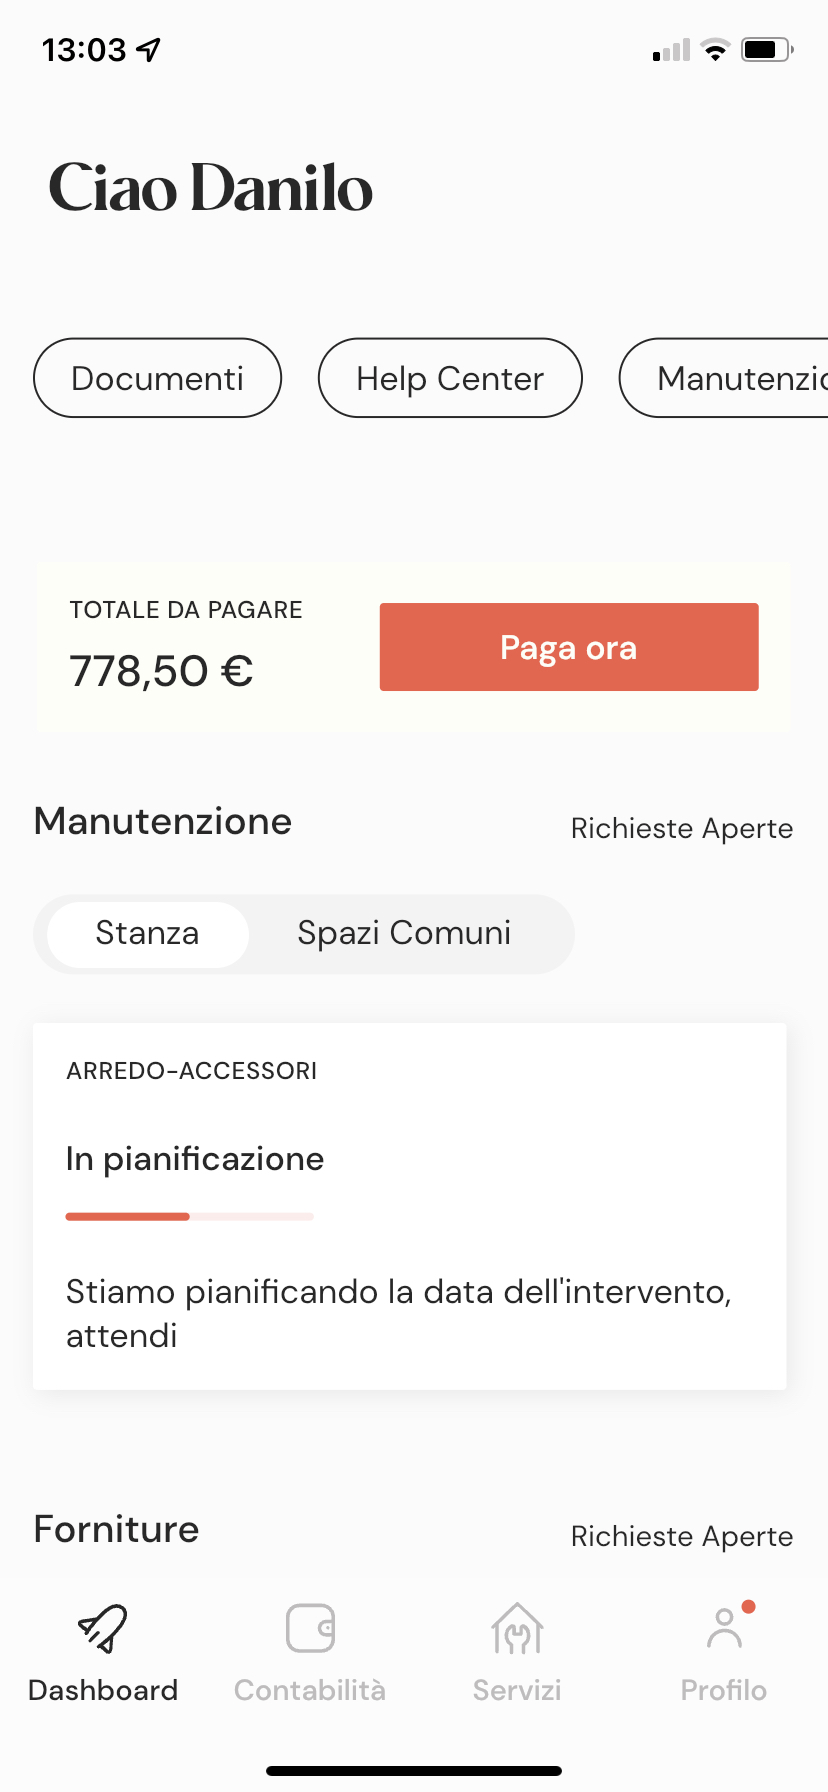 13:03
Ciao Danilo
Documenti
Help Center
Manutenzio
TOTALE DA PAGARE
778,50 €
Paga ora
Manutenzione
Richieste Aperte
Stanza
Spazi Comuni
ARREDO-ACCESSORI
In pianificazione
Stiamo pianificando la data dell'intervento,
attendi
Forniture
Richieste Aperte
Dashboard
Contabilità
Servizi
Profilo